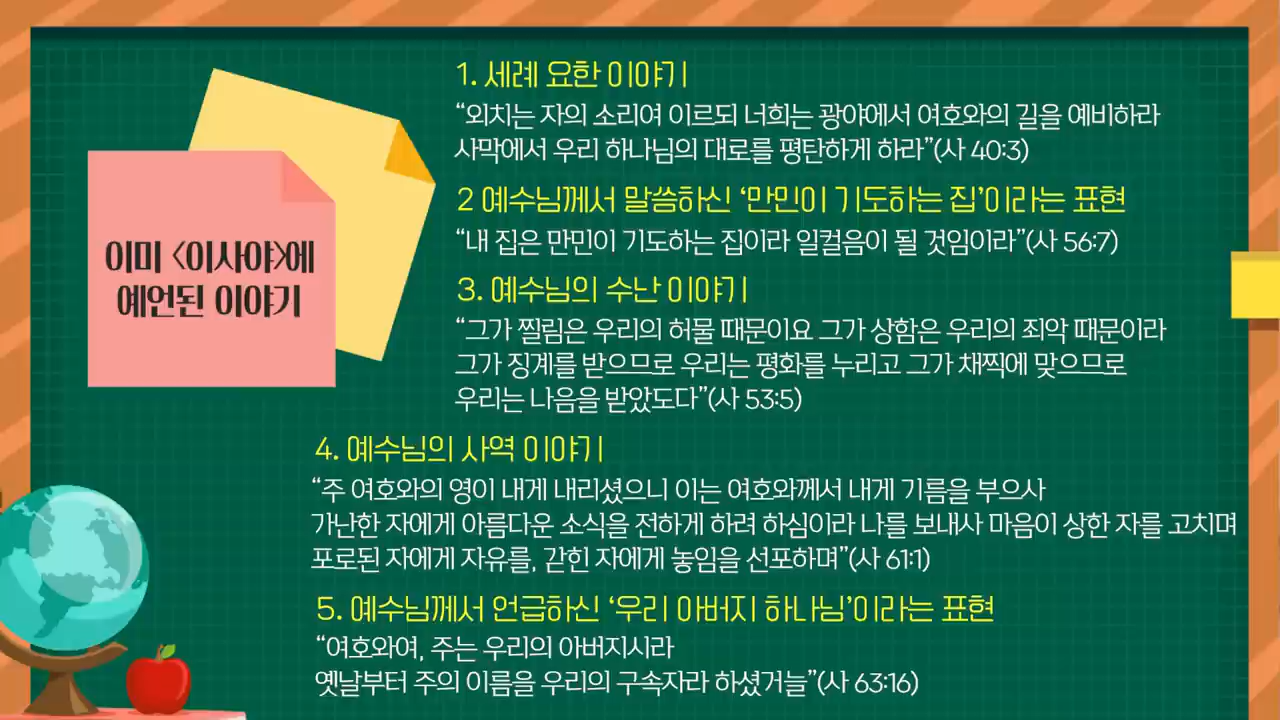 이미 <이사야>에
예언된 이야기
1. 세례 요한 이야기
“외치는 자의 소리여 이르되 너희는 광야에서 여호와의 길을 예비하라
사막에서 우리 하나님의 대로를 평탄하게 하라”(사 40:3)
2 예수님께서 말씀하신 ‘만민이 기도하는 집’이라는 표현
“내 집은 만민이 기도하는 집이라 일컬음이 될 것임이라”(사 56:7)
3. 예수님의 수난 이야기
“그가 찔림은 우리의 허물 때문이요 그가 상함은 우리의 죄악 때문이라
그가 징계를 받으므로 우리는 평화를 누리고 그가 채찍에 맞으므로
우리는 나음을 받았도다”(사 53:5)
4. 예수님의 사역 이야기
“주 여호와의 영이 내게 내리셨으니 이는 여호와께서 내게 기름을 부으사
가난한 자에게 아름다운 소식을 전하게 하려 하심이라 나를 보내사 마음이 상한 자를 고치며
포로된 자에게 자유를, 갇힌 자에게 놓임을 선포하며”(사 61:1)
5. 예수님께서 언급하신 ‘우리 아버지 하나님’이라는 표현
“여호와여, 주는 우리의 아버지시라
옛날부터 주의 이름을 우리의 구속자라 하셨거늘”(사 63:16)